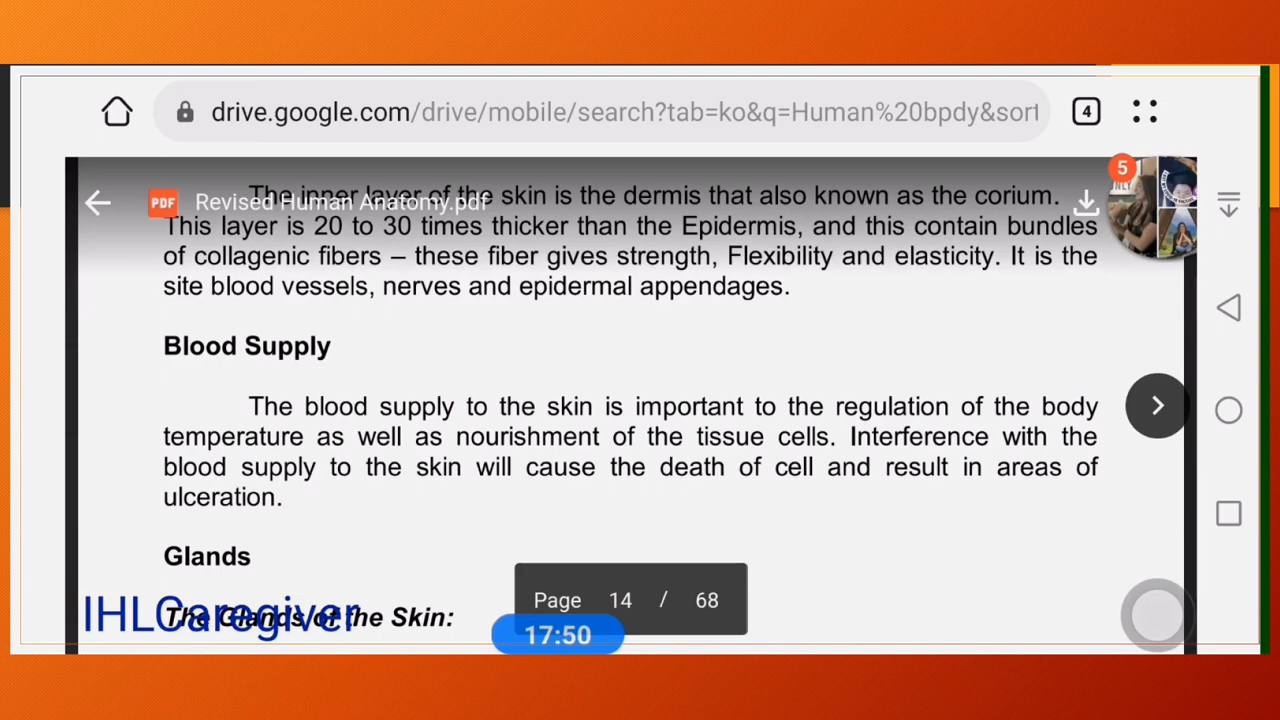 drive.google.com/drive/mobile/search?tab=ko&q=Human%20bpdy&sort
4
5
PDF Revised Human Anatomy.pdf
The inner layer of the skin is the dermis that also known as the corium.
This layer is 20 to 30 times thicker than the Epidermis, and this contain bundles
of collagenic fibers – these fiber gives strength, Flexibility and elasticity. It is the
site blood vessels, nerves and epidermal appendages.
Blood Supply
The blood supply to the skin is important to the regulation of the body
temperature as well as nourishment of the tissue cells. Interference with the
blood supply to the skin will cause the death of cell and result in areas of
ulceration.
Glands
The Glands of the Skin:
IHLCaregiver
Page 14 / 68
17:50